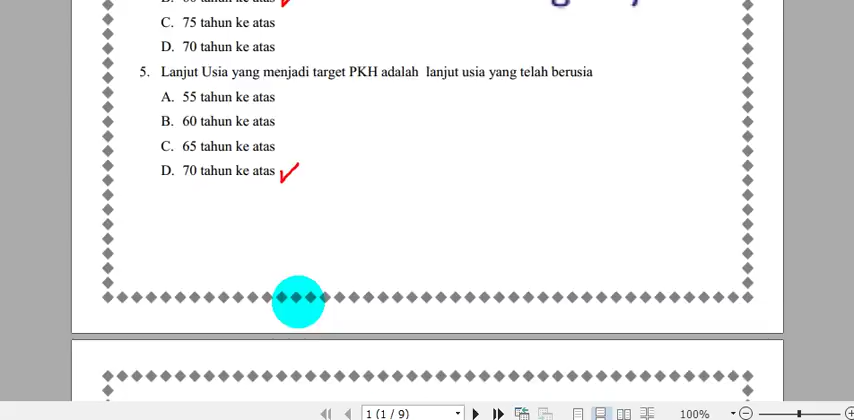 C. 75 tahun ke atas
D. 70 tahun ke atas
5. Lanjut Usia yang menjadi target PKH adalah lanjut usia yang telah berusia
A. 55 tahun ke atas
B. 60 tahun ke atas
C. 65 tahun ke atas
D. 70 tahun ke atas
1 (1 / 9)
100%